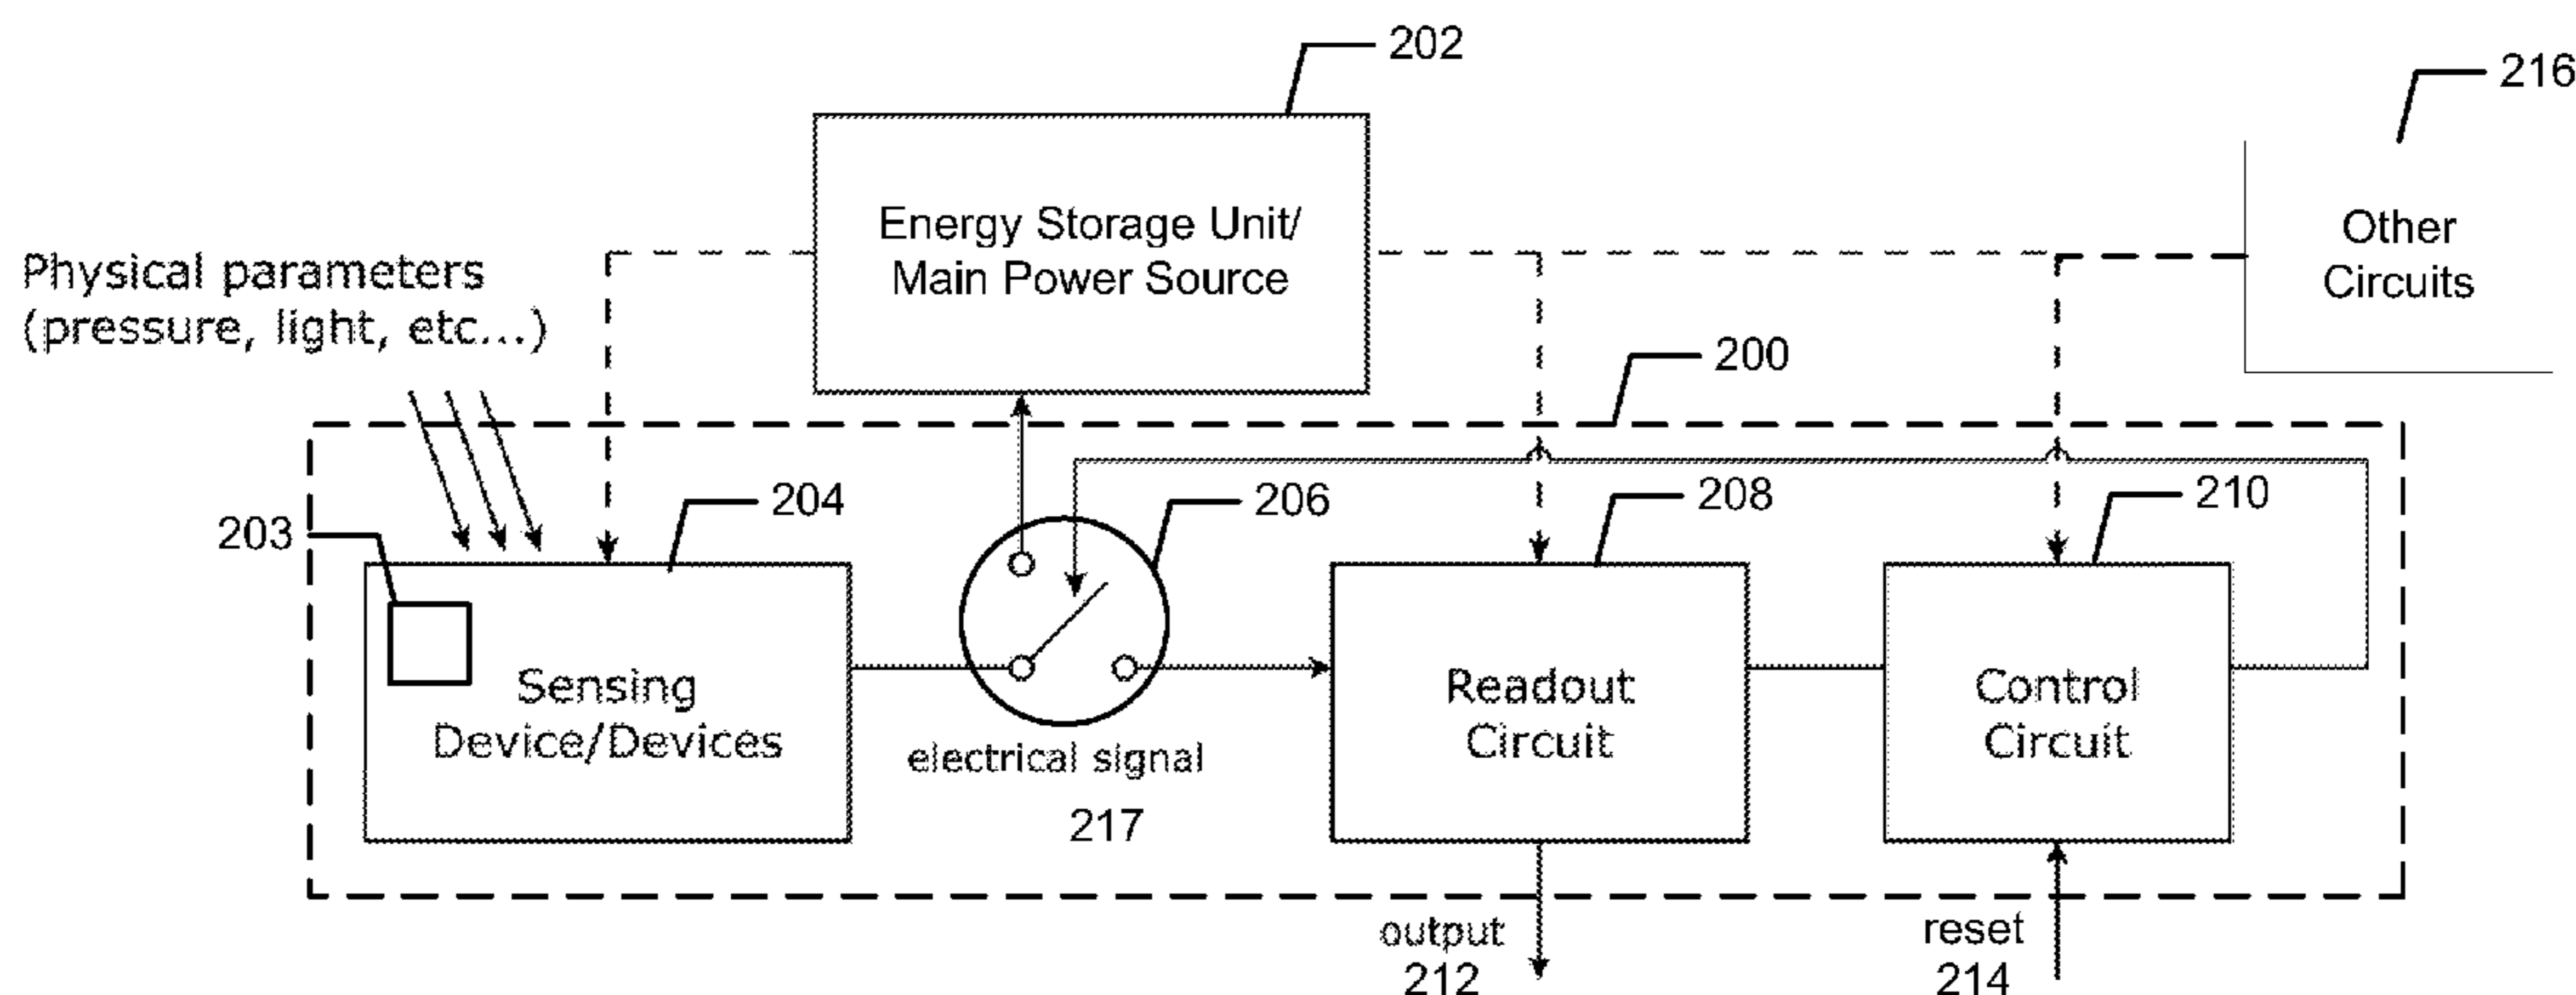 202
216
Energy Storage Unit/
Main Power Source
Other
Circuits
Physical parameters
(pressure, light, etc...)
200
203
204
206
208
210
Sensing
Device/Devices
Readout
Circuit
Control
Circuit
electrical signal
217
output
212
reset
214